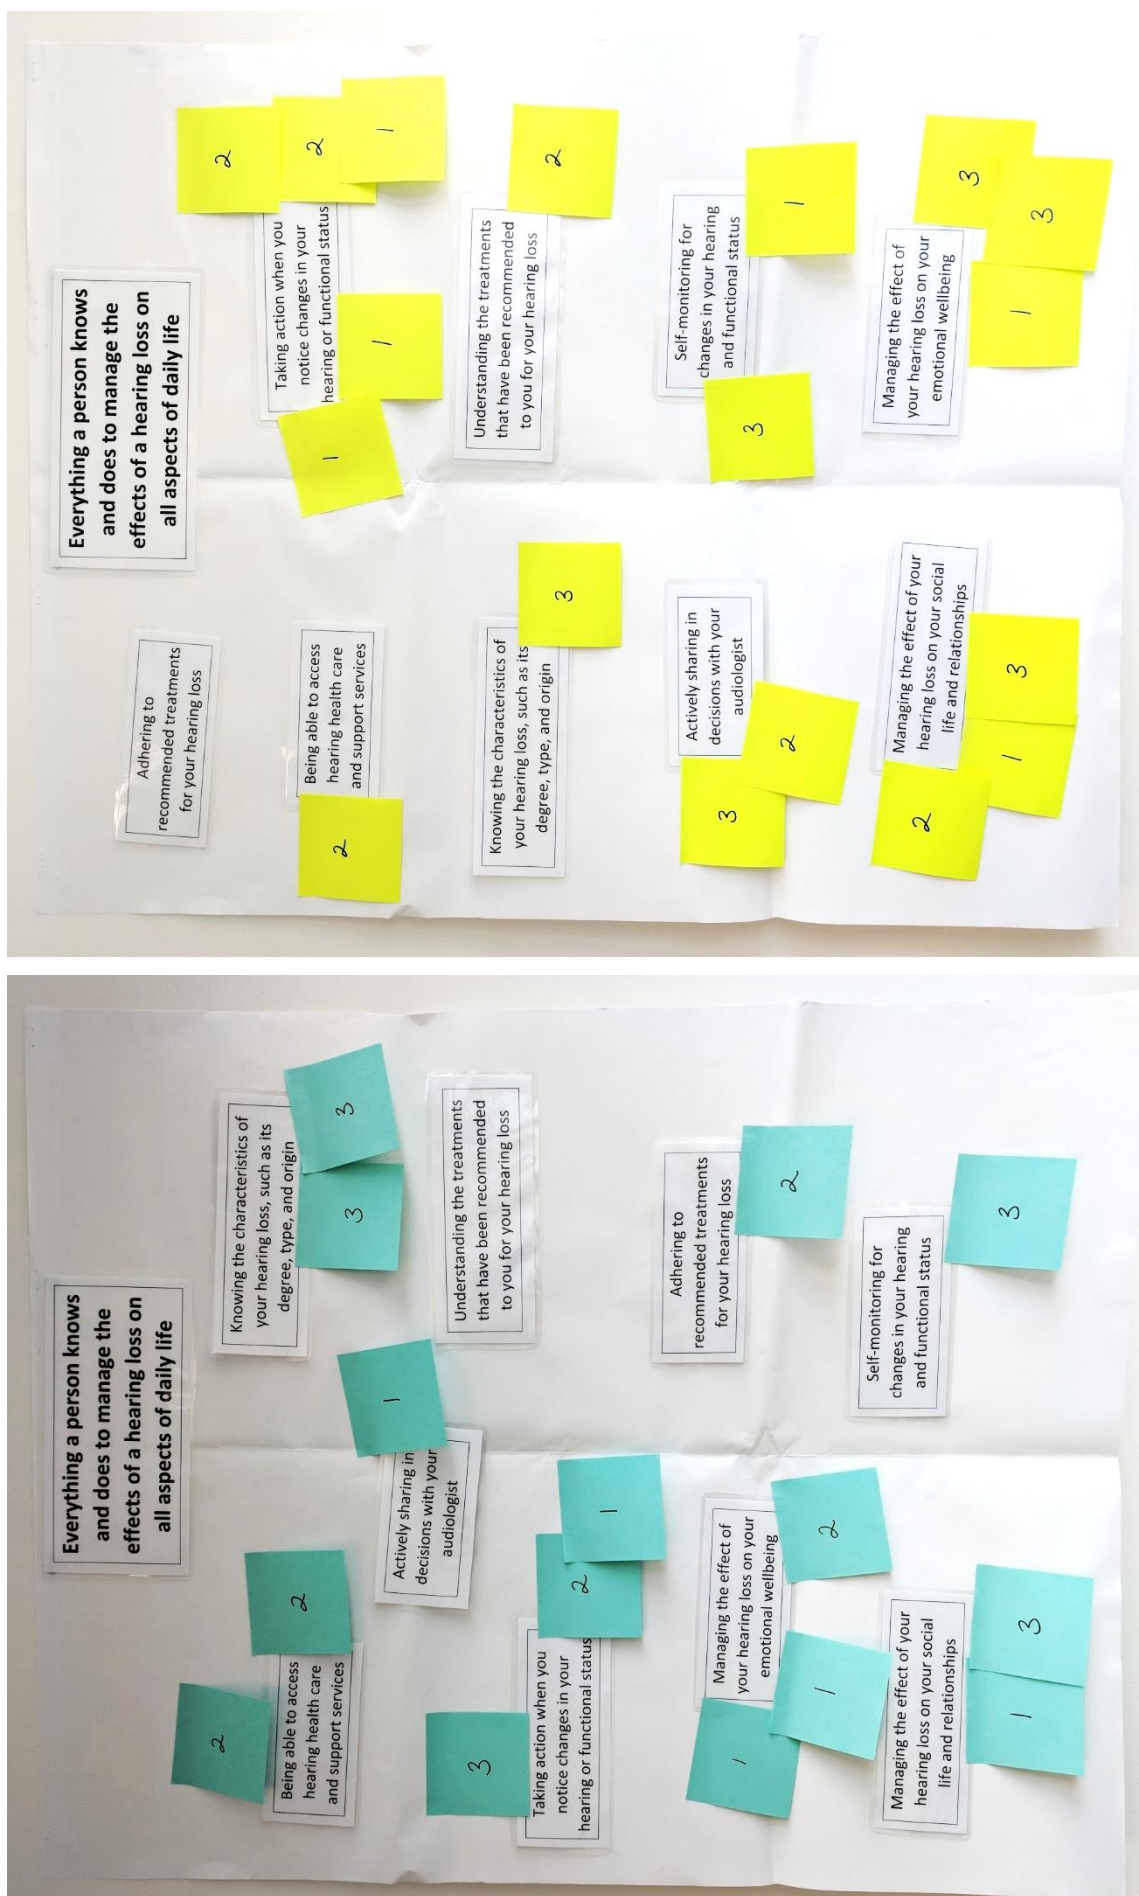 Everything a person knows
and does to manage the
effects of a hearing loss on
all aspects of daily life
2
2
1
Taking action when you
notice changes in your
hearing or functional status
1
1
2
Understanding the treatments
that have been recommended
to you for your hearing loss
1
Self-monitoring for
changes in your hearing
and functional status
3
3
3
1
Managing the effect of
your hearing loss on your
emotional wellbeing
Adhering to
recommended treatments
for your hearing loss
Being able to access
hearing health care
and support services
2
3
Knowing the characteristics of
your hearing loss, such as its
degree, type, and origin
Actively sharing in
decisions with your
audiologist
2
3
Managing the effect of your
hearing loss on your social
life and relationships
3
1
2
Everything a person knows
and does to manage the
effects of a hearing loss on
all aspects of daily life
Knowing the characteristics of
your hearing loss, such as its
degree, type, and origin
3
3
Understanding the treatments
that have been recommended
to you for your hearing loss
Adhering to
recommended treatments
for your hearing loss
2
Self-monitoring for
changes in your hearing
and functional status
3
2
2
Being able to access
hearing health care
and support services
1
Actively sharing in
decisions with your
audiologist
1
2
3
Taking action when you
notice changes in your
hearing or functional status
Managing the effect of
your hearing loss on your
emotional wellbeing
2
1
1
Managing the effect of your
hearing loss on your social
life and relationships
3
1